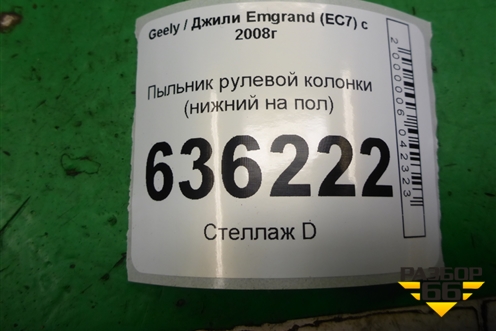 Geely / Джили Emgrand (EC7) с
2008г
Пыльник рулевой колонки
(нижний на пол)
636222
Стеллаж D
2000006042323
РАЗБОР
66